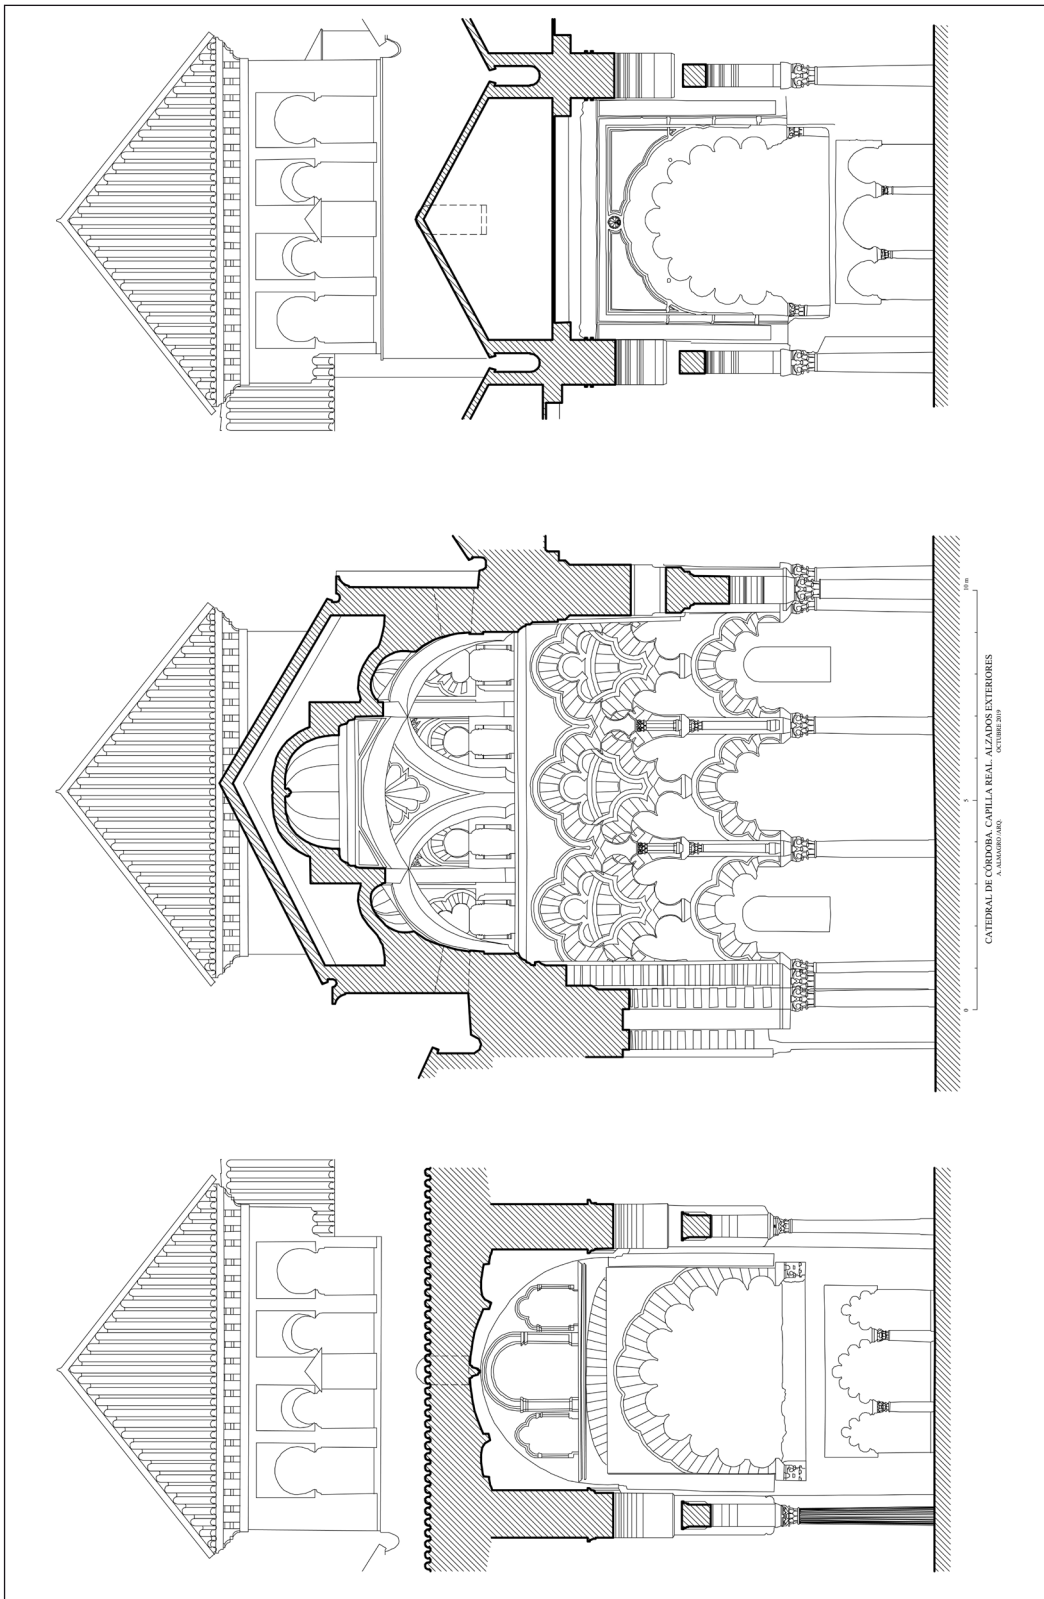 CATEDRAL DE CÓRDOBA. CAPILLA REAL. ALZADOS EXTERIORES
A. ALMAGRO /ARQ. OCTUBRE 2019
0 5 10 m